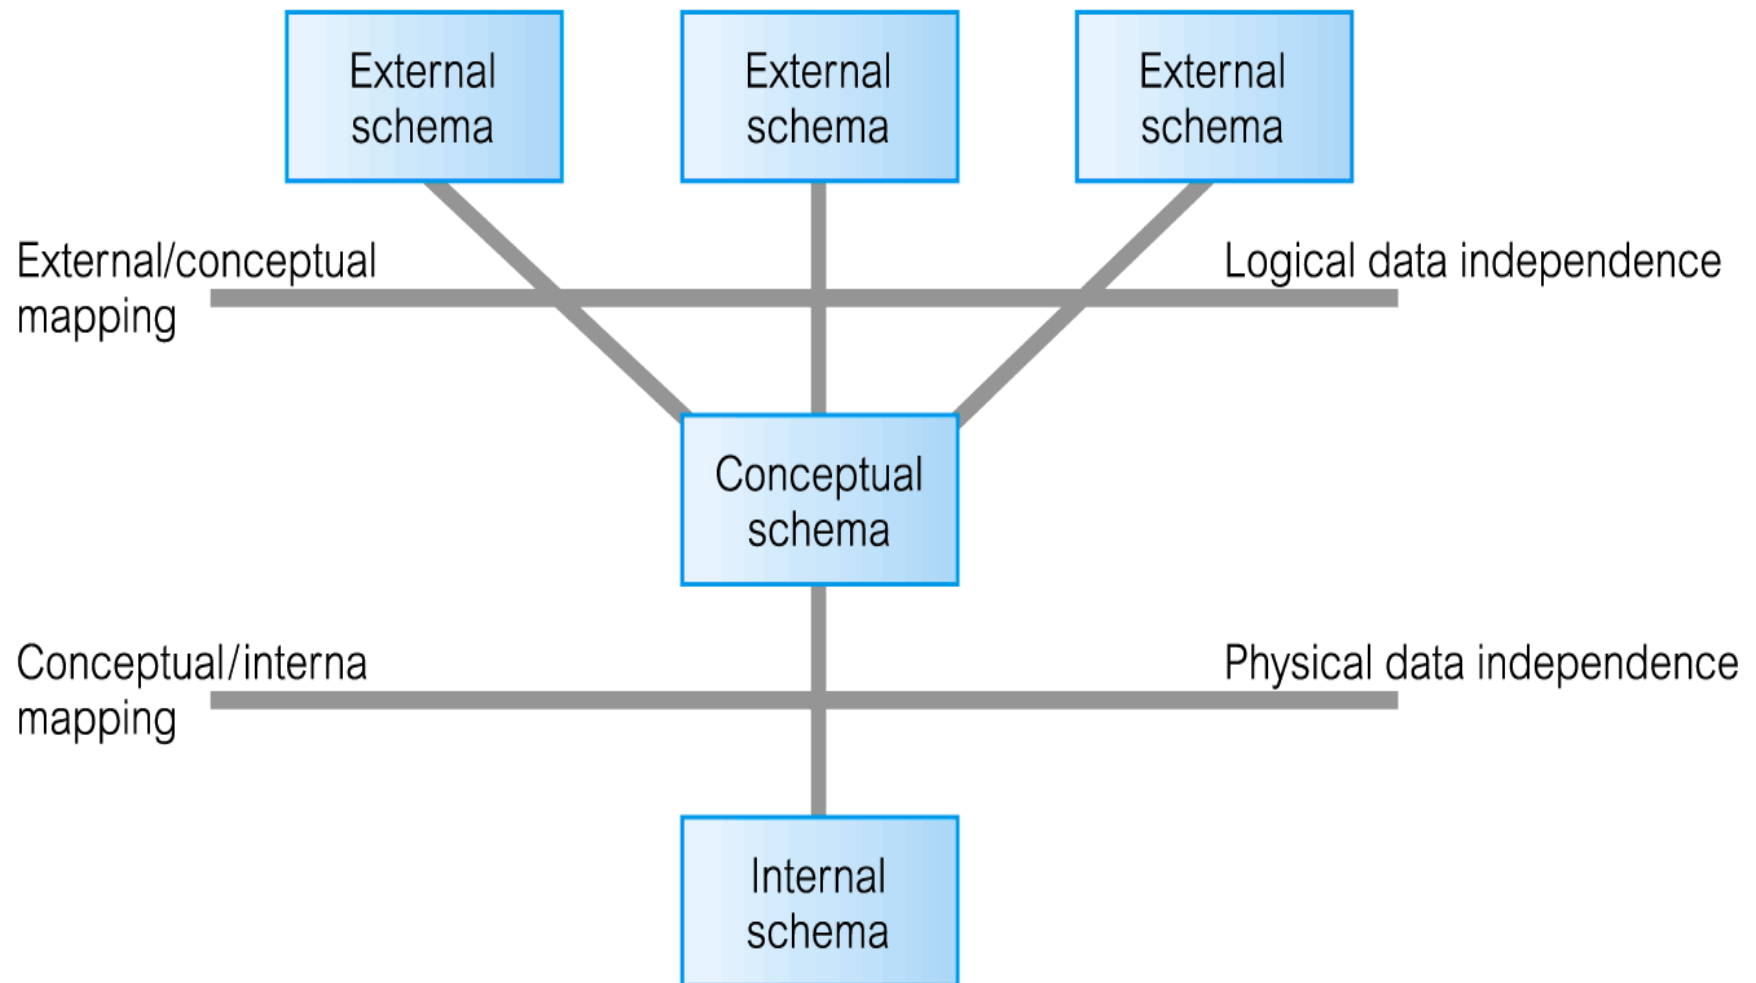 External
schema
External
schema
External
schema
External/conceptual
mapping
Logical data independence
Conceptual
schema
Conceptual/interna
mapping
Physical data independence
Internal
schema